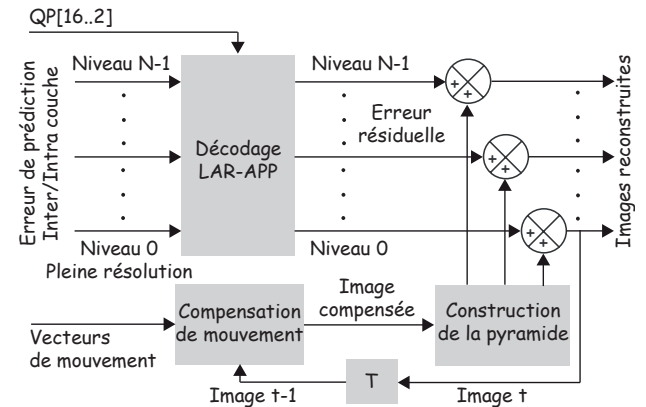 QP[16..2]
Niveau N-1
Niveau N-1
Erreur de prédiction
Inter/Intra couche
Erreur
résiduelle
Décodage
LAR-APP
Images reconstruites
+
+
+
+
+
+
Niveau 0
Pleine résolution
Niveau 0
Image
compensée
Compensation
de mouvement
Construction
de la pyramide
Vecteurs
de mouvement
T
Image t-1
Image t